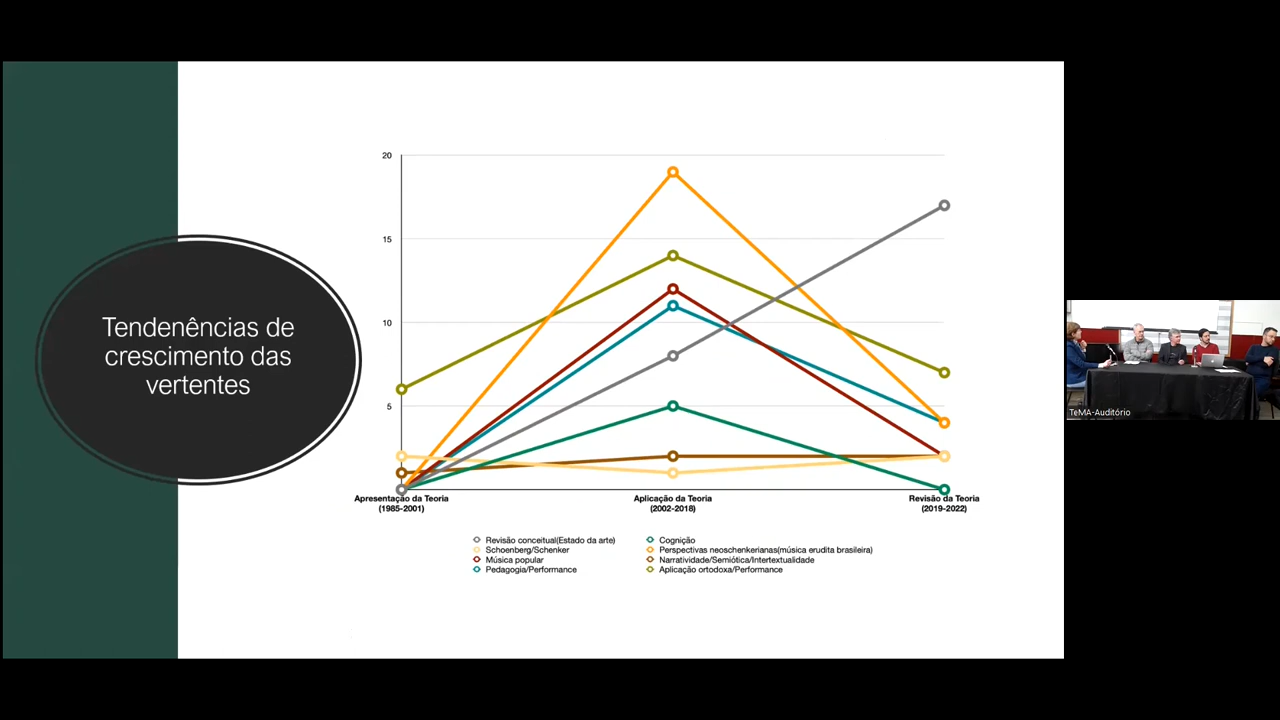 Tendenências de
crescimento das
vertentes
20
15
10
5
Apresentação da Teoria
(1985-2001)
Aplicação da Teoria
(2002-2018)
Revisão da Teoria
(2019-2022)
Revisão conceitual(Estado da arte)
Schoenberg/Schenker
Música popular
Pedagogia/Performance
Cognição
Perspectivas neoschenkerianas(música erudita brasileira)
Narratividade/Semiótica/Intertextualidade
Aplicação ortodoxa/Performance
TeMA-Auditório